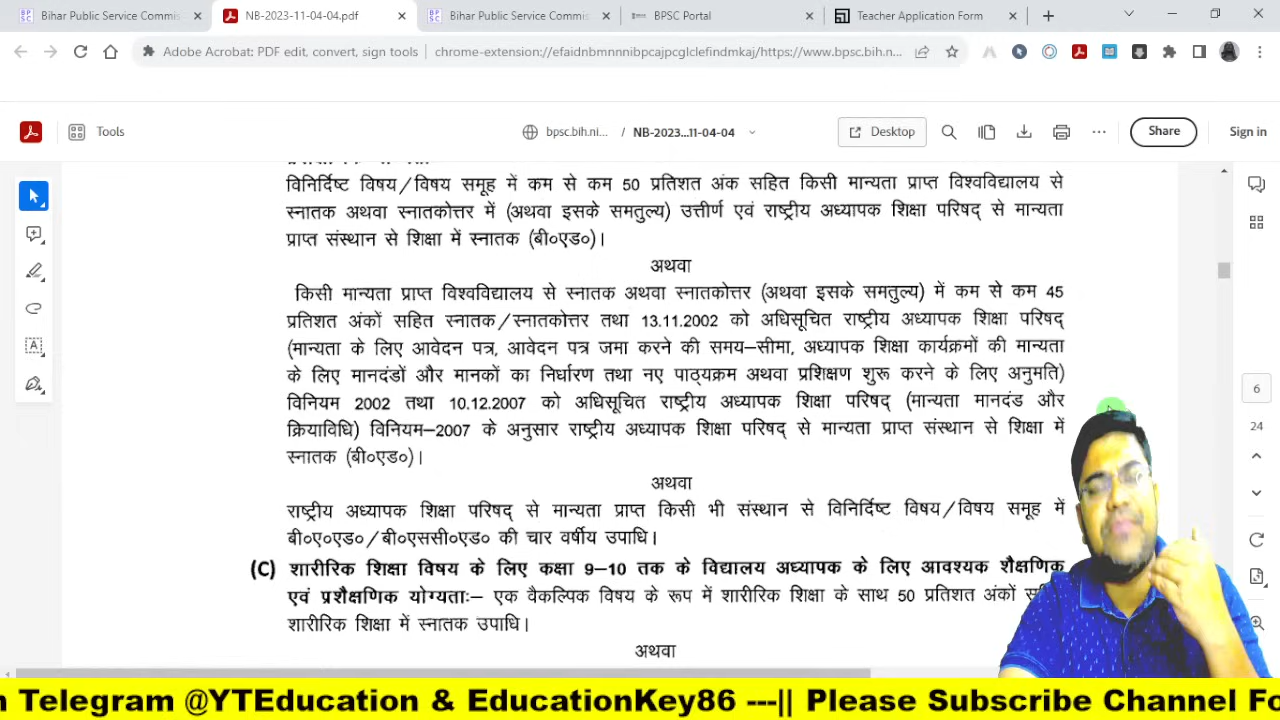 Bihar Public Service Commis
NB-2023-11-04-04.pdf
Bihar Public Service Commis
BPSC Portal
Teacher Application Form
Adobe Acrobat: PDF edit, convert, sign tools
chrome-extension://efaidnbmnnnibpcajpcglclefindmkaj/https://www.bpsc.bih.n...
Tools
bpsc.bih.ni... / NB-2023...11-04-04
Desktop
Share
Sign in
विनिर्दिष्ट विषय/विषय समूह में कम से कम 50 प्रतिशत अंक सहित किसी मान्यता प्राप्त विश्वविद्यालय से
स्नातक अथवा स्नातकोत्तर में (अथवा इसके समतुल्य) उत्तीर्ण एवं राष्ट्रीय अध्यापक शिक्षा परिषद् से मान्यता
प्राप्त संस्थान से शिक्षा में स्नातक (बी०एड०)।
अथवा
किसी मान्यता प्राप्त विश्वविद्यालय से स्नातक अथवा स्नातकोत्तर (अथवा इसके समतुल्य) में कम से कम 45
प्रतिशत अंकों सहित स्नातक/स्नातकोत्तर तथा 13.11.2002 को अधिसूचित राष्ट्रीय अध्यापक शिक्षा परिषद्
(मान्यता के लिए आवेदन पत्र, आवेदन पत्र जमा करने की समय–सीमा, अध्यापक शिक्षा कार्यक्रमों की मान्यता
के लिए मानदंडों और मानकों का निर्धारण तथा नए पाठ्यक्रम अथवा प्रशिक्षण शुरू करने के लिए अनुमति)
विनियम 2002 तथा 10.12.2007 को अधिसूचित राष्ट्रीय अध्यापक शिक्षा परिषद् (मान्यता मानदंड और
क्रियाविधि) विनियम–2007 के अनुसार राष्ट्रीय अध्यापक शिक्षा परिषद् से मान्यता प्राप्त संस्थान से शिक्षा में
स्नातक (बी०एड०)।
अथवा
राष्ट्रीय अध्यापक शिक्षा परिषद् से मान्यता प्राप्त किसी भी संस्थान से विनिर्दिष्ट विषय/विषय समूह में
बी०ए०एड०/बी०एससी०एड० की चार वर्षीय उपाधि।
(C) शारीरिक शिक्षा विषय के लिए कक्षा 9–10 तक के विद्यालय अध्यापक के लिए आवश्यक शैक्षणिक
एवं प्रशैक्षणिक योग्यताः– एक वैकल्पिक विषय के रूप में शारीरिक शिक्षा के साथ 50 प्रतिशत अंकों
शारीरिक शिक्षा में स्नातक उपाधि।
अथवा
6
24
Telegram @YTEducation & EducationKey86 ---|| Please Subscribe Channel